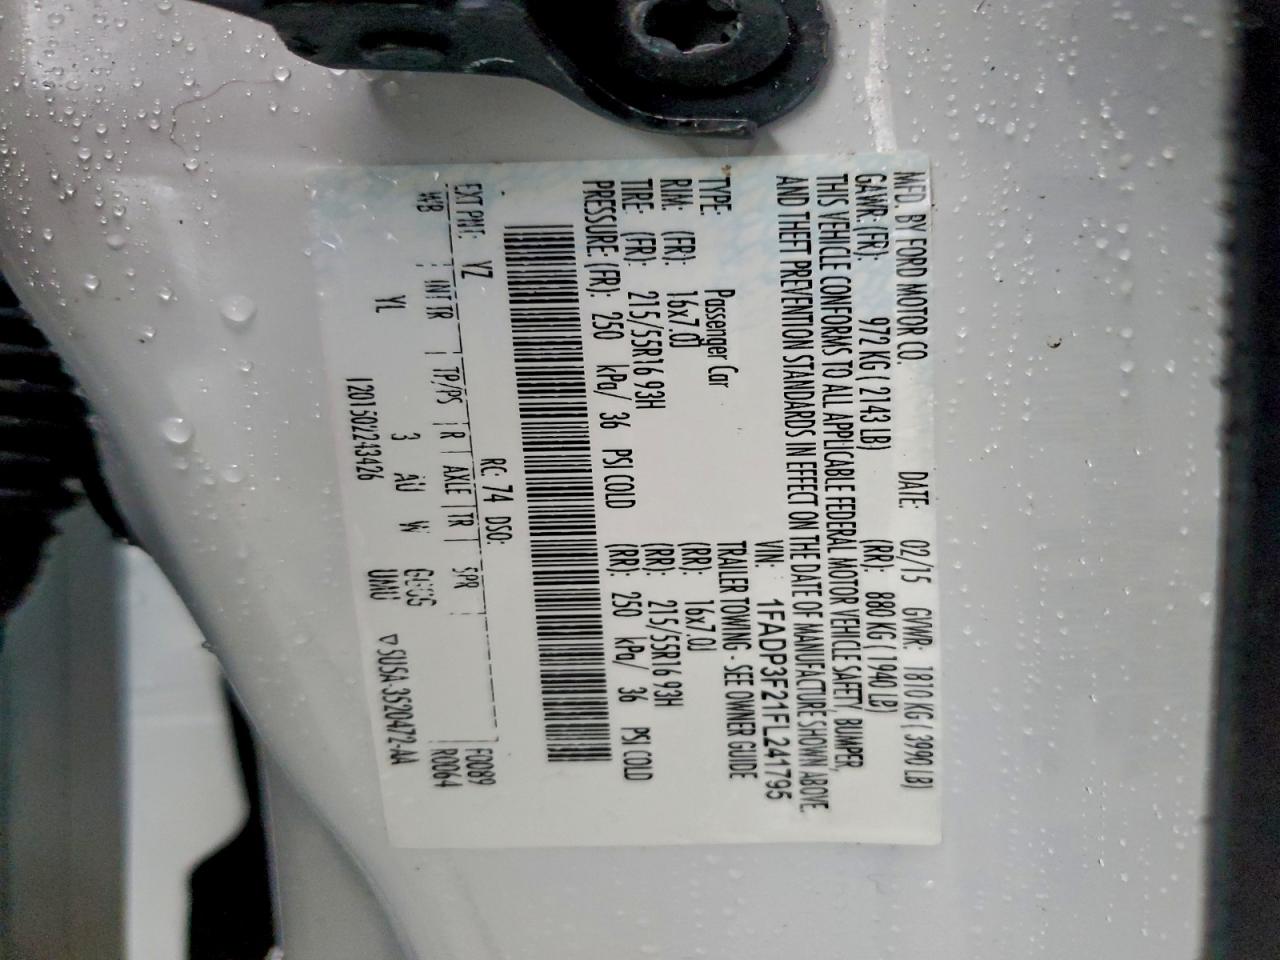 MFD. BY FORD MOTOR CO. DATE: 02/15 GVWR: 1810 KG ( 3990 LB)
GAWR: (FR): 972 KG ( 2143 LB) (RR): 880 KG ( 1940 LB)
THIS VEHICLE CONFORMS TO ALL APPLICABLE FEDERAL MOTOR VEHICLE SAFETY, BUMPER,
AND THEFT PREVENTION STANDARDS IN EFFECT ON THE DATE OF MANUFACTURE SHOWN ABOVE.
VIN: 1FADP3F21FL241795
TYPE: Passenger Car TRAILER TOWING - SEE OWNER GUIDE
RIM: (FR): 16x7.0J (RR): 16x7.0J
TIRE: (FR): 215/55R16 93H (RR): 215/55R16 93H
PRESSURE: (FR): 250 kPa/ 36 PSI COLD (RR): 250 kPa/ 36 PSI COLD
RC: 74 DSO: F0089
EXT PNT: YZ R0064
WB INT TR TP/PS R AXLE TR SPR
YL 3 AU W
UANU ▽SU5A-3S20472-AA
1201502243426